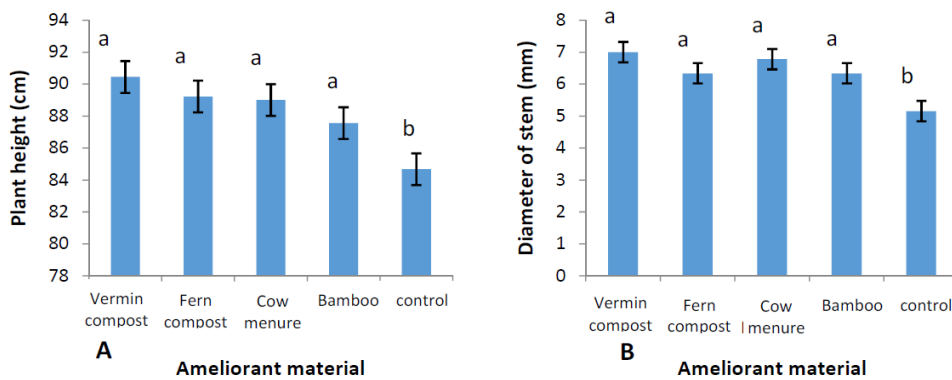 Plant height (cm)
94
92
90
88
86
84
82
80
78
a
a
a
a
b
Vermin
compost
Fern
compost
Cow
menure
Bamboo
control
A
Ameliorant material
Diameter of stem (mm)
8
7
6
5
4
3
2
1
0
a
a
a
a
b
Vermin
compost
Fern
compost
Cow
menure
Bamboo
control
B
Ameliorant material